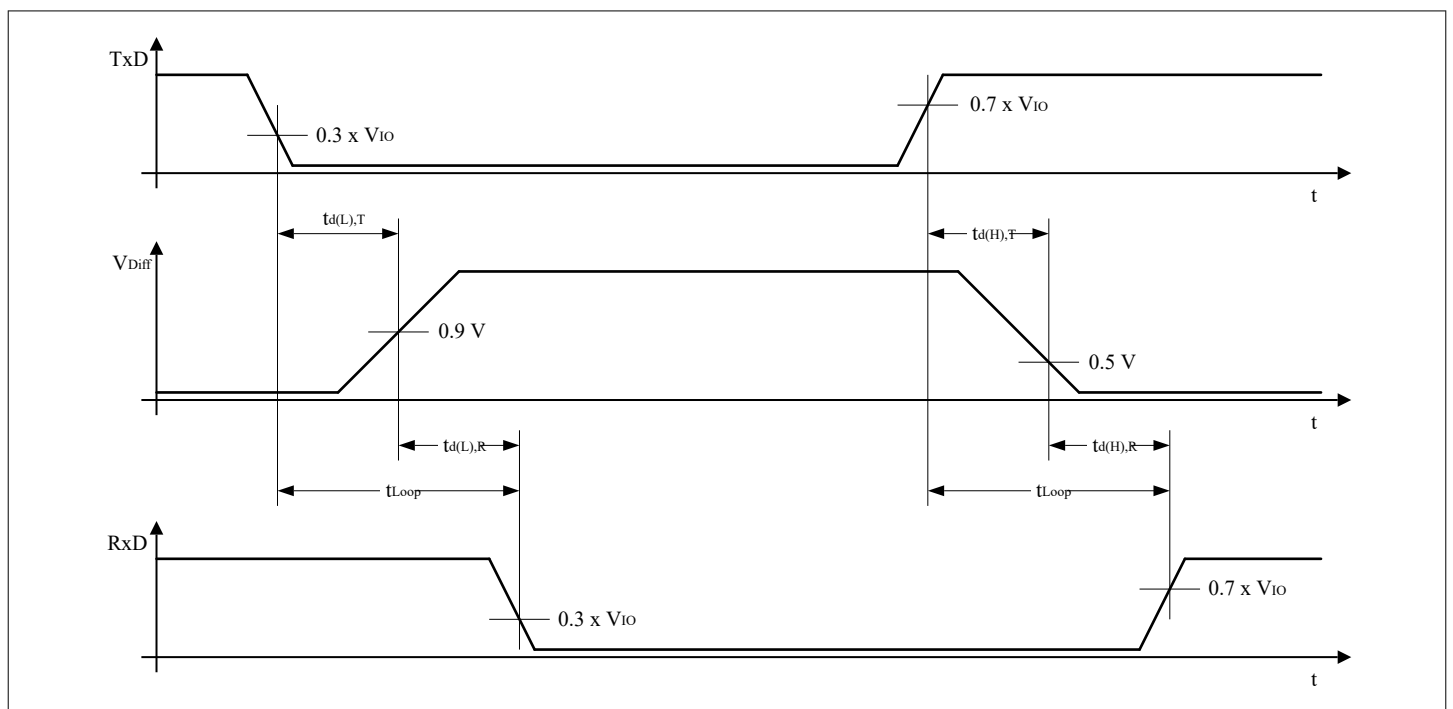 TxD
0.3 x VIO
0.7 x VIO
t
td(L),T
td(H),T
VDiff
0.9 V
0.5 V
t
td(L),R
td(H),R
tLoop
tLoop
RxD
0.3 x VIO
0.7 x VIO
t